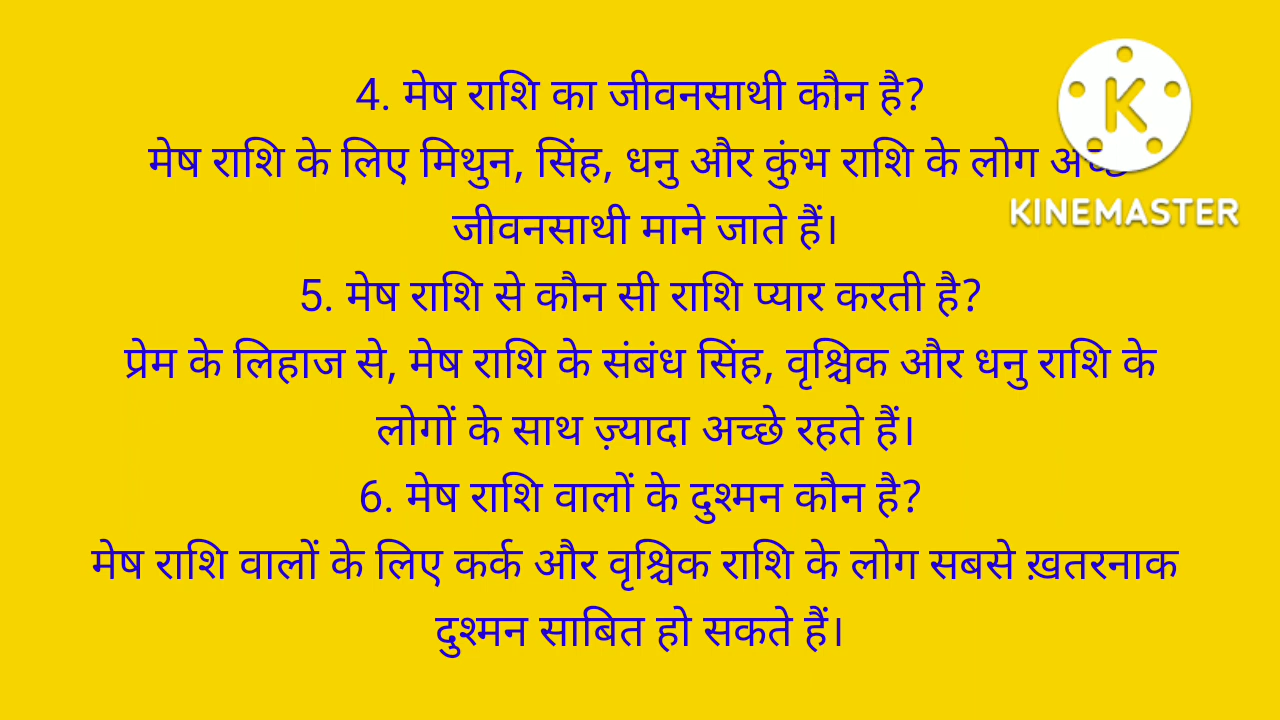 4. मेष राशि का जीवनसाथी कौन है?
मेष राशि के लिए मिथुन, सिंह, धनु और कुंभ राशि के लोग
जीवनसाथी माने जाते हैं।
5. मेष राशि से कौन सी राशि प्यार करती है?
प्रेम के लिहाज से, मेष राशि के संबंध सिंह, वृश्चिक और धनु राशि के
लोगों के साथ ज़्यादा अच्छे रहते हैं।
6. मेष राशि वालों के दुश्मन कौन है?
मेष राशि वालों के लिए कर्क और वृश्चिक राशि के लोग सबसे ख़तरनाक
दुश्मन साबित हो सकते हैं।
K
KINEMASTER